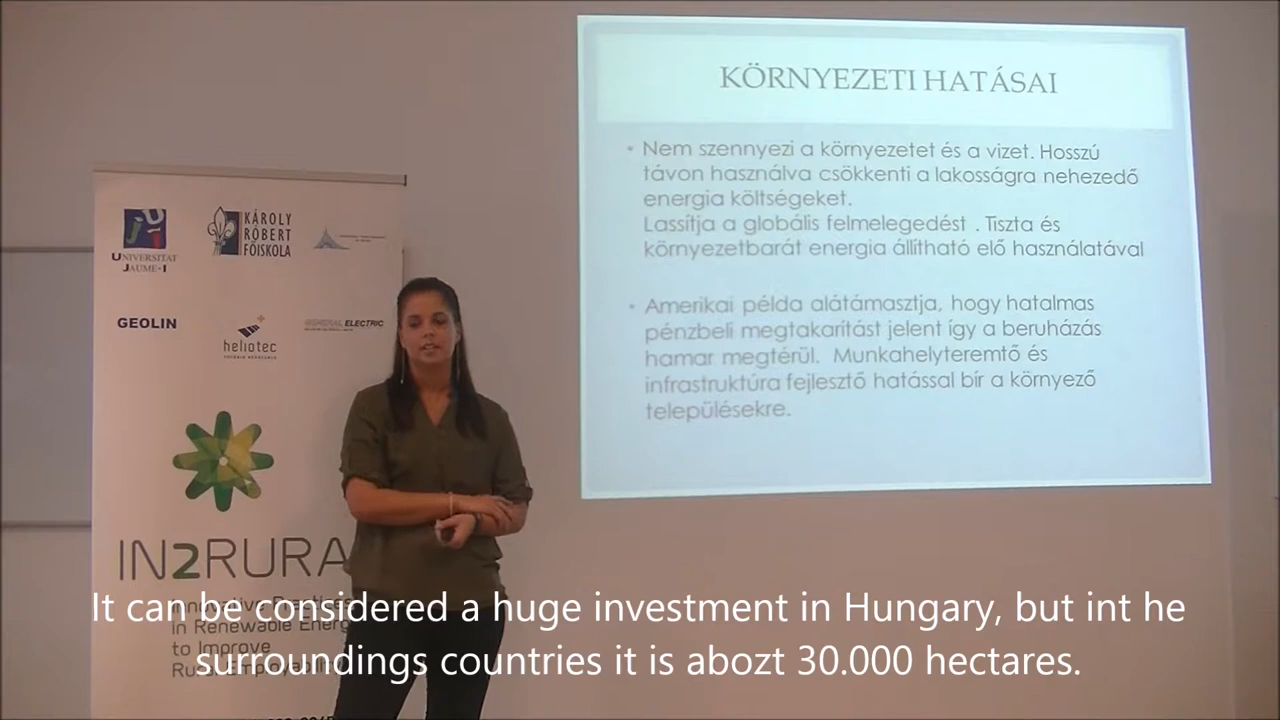 KÖRNYEZETI HATÁSAI
• Nem szennyezi a környezetet és a vizet. Hosszú
távon használva csökkenti a lakosságra nehezedő
energia költségeket.
Lassítja a globális felmelegedést . Tiszta és
környezetbarát energia állítható elő használatával
• Amerikai példa alátámasztja, hogy hatalmas
pénzbeli megtakarítást jelent így a beruházás
hamar megtérül. Munkahelyteremtő és
infrastruktúra fejlesztő hatással bír a környező
településekre.
UNIVERSITAT
JAUME-I
KÁROLY
RÓBERT
FŐISKOLA
GEOLIN
heliotec
GENERAL ELECTRIC
IN2RURA
Innovative Practices
in Renewable Energ
to Improve
Rural Employability
It can be considered a huge investment in Hungary, but int he
surroundings countries it is abozt 30.000 hectares.